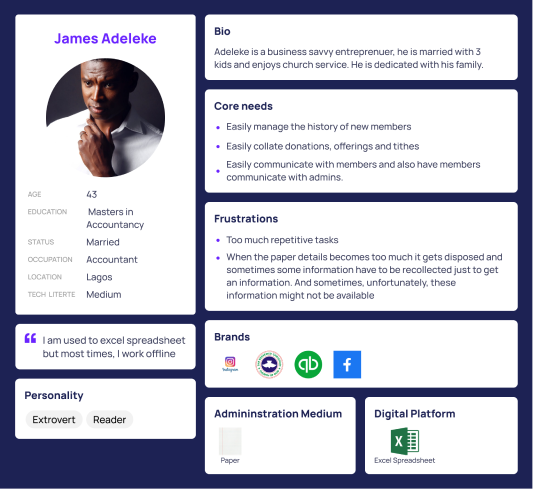 James Adeleke
AGE 43
EDUCATION Masters in
Accountancy
STATUS Married
OCCUPATION Accountant
LOCATION Lagos
TECH LITERTE Medium
I am used to excel spreadsheet
but most times, I work offline
Personality
Extrovert Reader
Bio
Adeleke is a business savvy entreprenuer, he is married with 3
kids and enjoys church service. He is dedicated with his family.
Core needs
Easily manage the history of new members
Easily collate donations, offerings and tithes
Easily communicate with members and also have members
communicate with admins.
Frustrations
Too much repetitive tasks
When the paper details becomes too much it gets disposed and
sometimes some information have to be recollected just to get
an information. And sometimes, unfortunately, these
information might not be available
Brands
Instagram
qb
f
Admininstration Medium
Paper
Digital Platform
X
Excel Spreadsheet